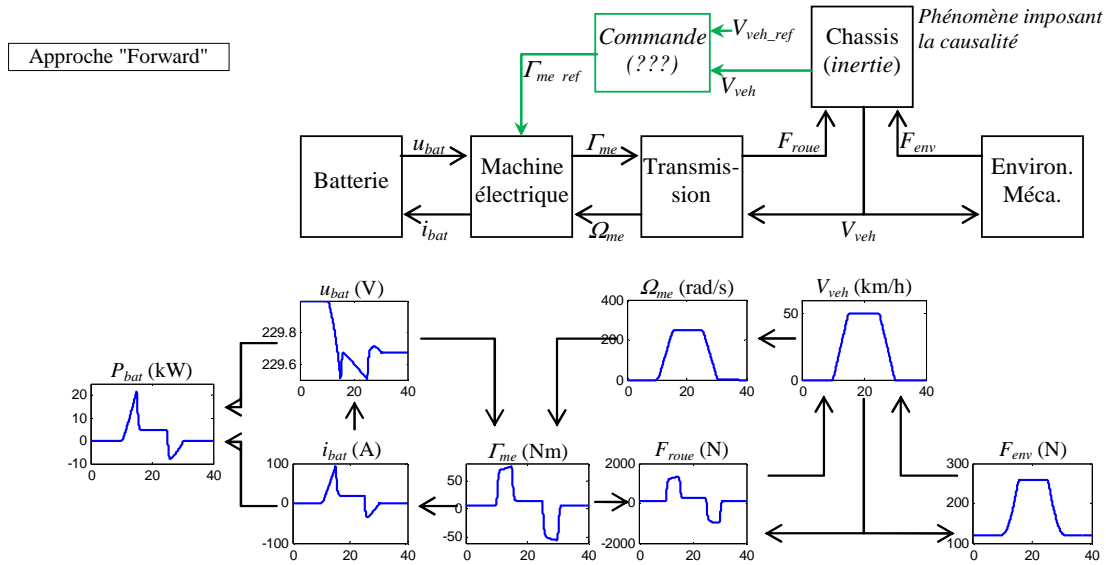 Approche "Forward"
Commande
(???)
V_veh_ref
V_veh
Γ_me_ref
Chassis
(inertie)
Phénomène imposant
la causalité
Batterie
u_bat
i_bat
Machine
électrique
Γ_me
Ω_me
Transmis-
sion
F_roue
F_env
V_veh
Environ.
Méca.
u_bat (V)
229.8
229.6
0 20 40
Ω_me (rad/s)
400
200
0
0 20 40
V_veh (km/h)
50
0
0 20 40
P_bat (kW)
20
10
0
-10
0 20 40
i_bat (A)
100
0
-100
0 20 40
Γ_me (Nm)
50
0
-50
0 20 40
F_roue (N)
2000
0
-2000
0 20 40
F_env (N)
300
200
100
0 20 40